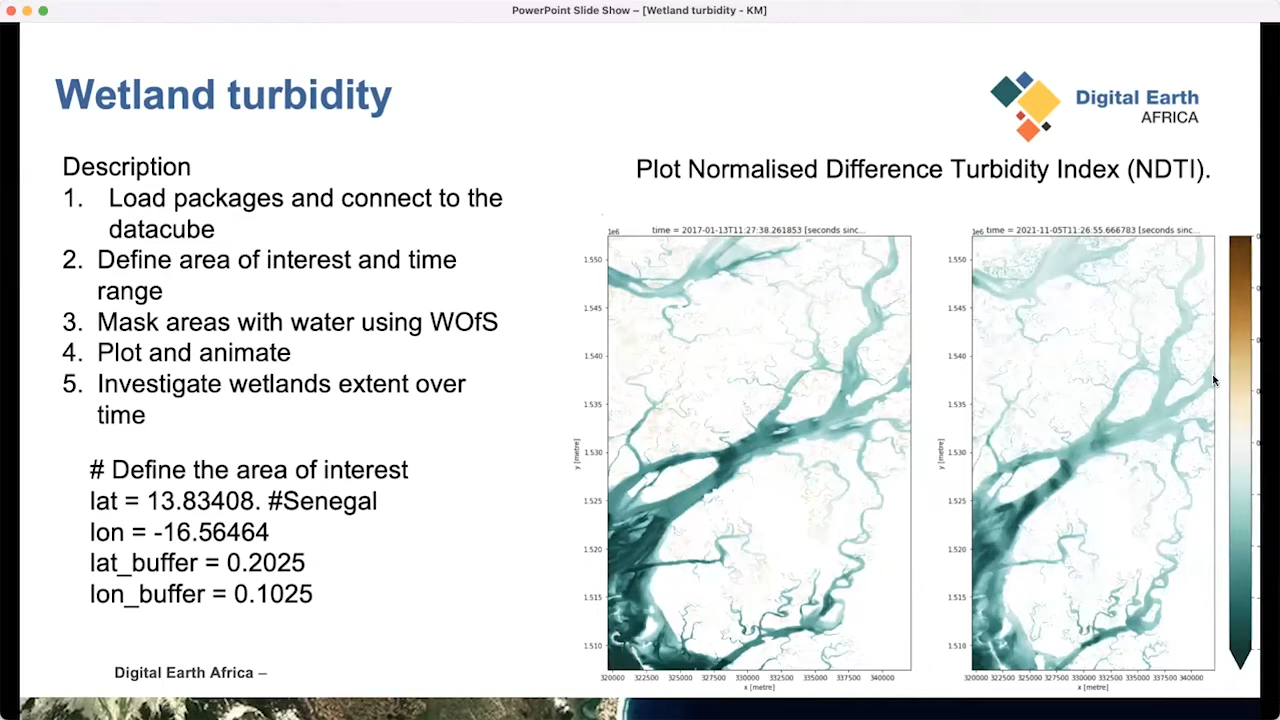 PowerPoint Slide Show – [Wetland turbidity - KM]
Wetland turbidity
Digital Earth
AFRICA
Description
1. Load packages and connect to the
datacube
2. Define area of interest and time
range
3. Mask areas with water using WOfS
4. Plot and animate
5. Investigate wetlands extent over
time
# Define the area of interest
lat = 13.83408. #Senegal
lon = -16.56464
lat_buffer = 0.2025
lon_buffer = 0.1025
Digital Earth Africa –
Plot Normalised Difference Turbidity Index (NDTI).
1e6
time = 2017-01-13T11:27:38.261853 [seconds sinc...
1.550
1.545
1.540
1.535
1.530
1.525
1.520
1.515
1.510
y [metre]
320000 322500 325000 327500 330000 332500 335000 337500 340000
x [metre]
1e6
time = 2021-11-05T11:26:55.666783 [seconds sinc...
1.550
1.545
1.540
1.535
1.530
1.525
1.520
1.515
1.510
y [metre]
320000 322500 325000 327500 330000 332500 335000 337500 340000
x [metre]